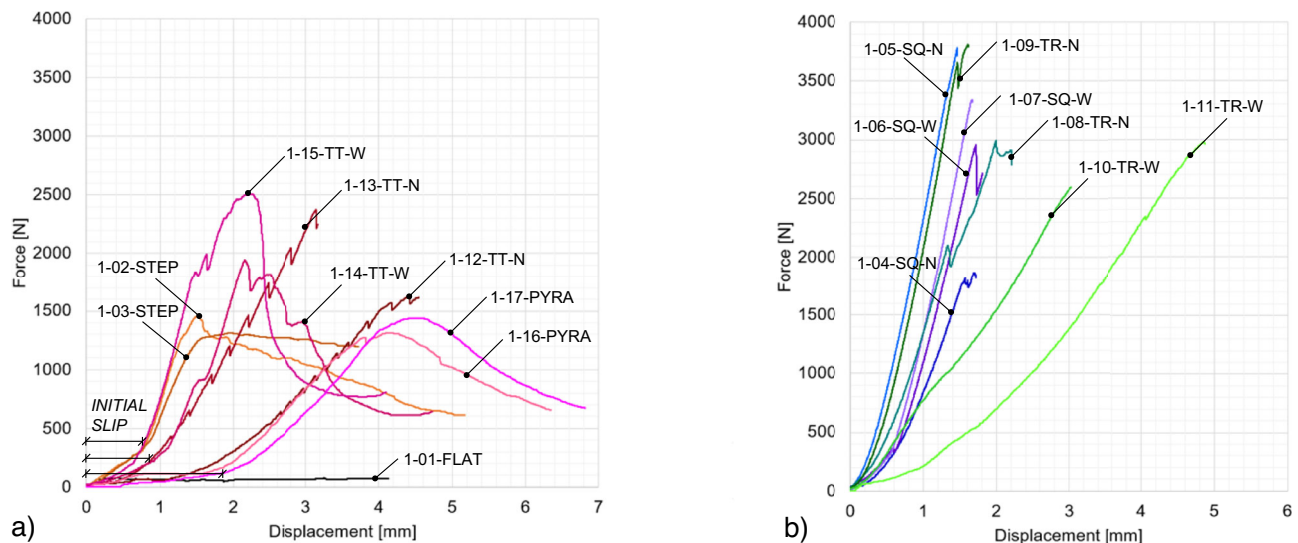 4000
3500
3000
2500
2000
1500
1000
500
0
Force [N]
1-15-TT-W
1-13-TT-N
1-02-STEP
1-03-STEP
1-12-TT-N
1-14-TT-W
1-17-PYRA
1-16-PYRA
INITIAL
SLIP
1-01-FLAT
0 1 2 3 4 5 6 7
Displacement [mm]
a)
4000
3500
3000
2500
2000
1500
1000
500
0
Force [N]
1-05-SQ-N
1-09-TR-N
1-07-SQ-W
1-11-TR-W
1-06-SQ-W
1-08-TR-N
1-10-TR-W
1-04-SQ-N
0 1 2 3 4 5 6
Displacement [mm]
b)